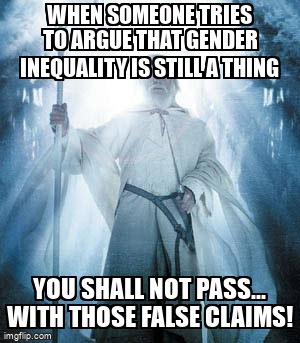 WHEN SOMEONE TRIES
TO ARGUE THAT GENDER
INEQUALITY IS STILL A THING
YOU SHALL NOT PASS...
WITH THOSE FALSE CLAIMS!
imgflip.com